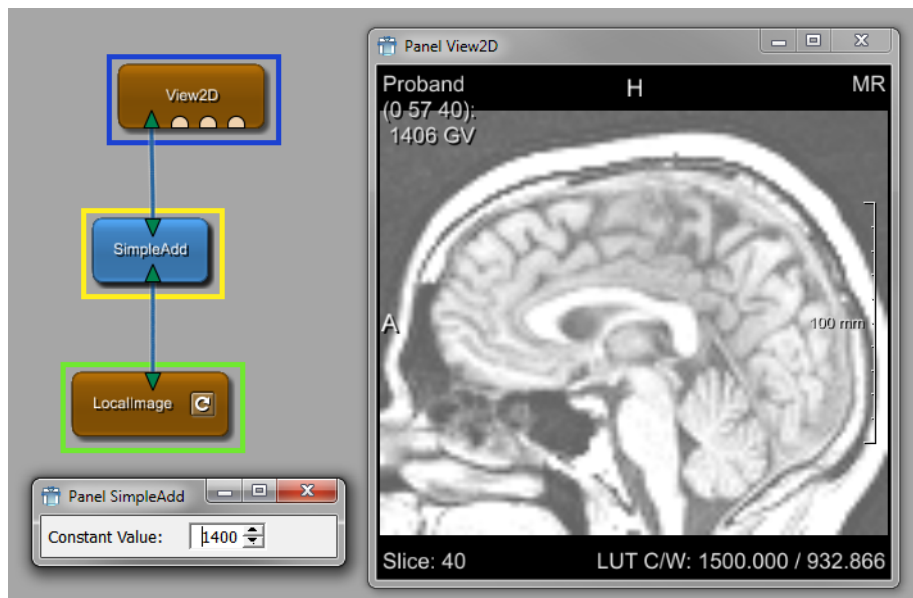 View2D
SimpleAdd
LocalImage
Panel SimpleAdd
Constant Value: 1400
Panel View2D
Proband H MR
(0 57 40):
1406 GV
A
100 mm
Slice: 40 LUT C/W: 1500.000 / 932.866